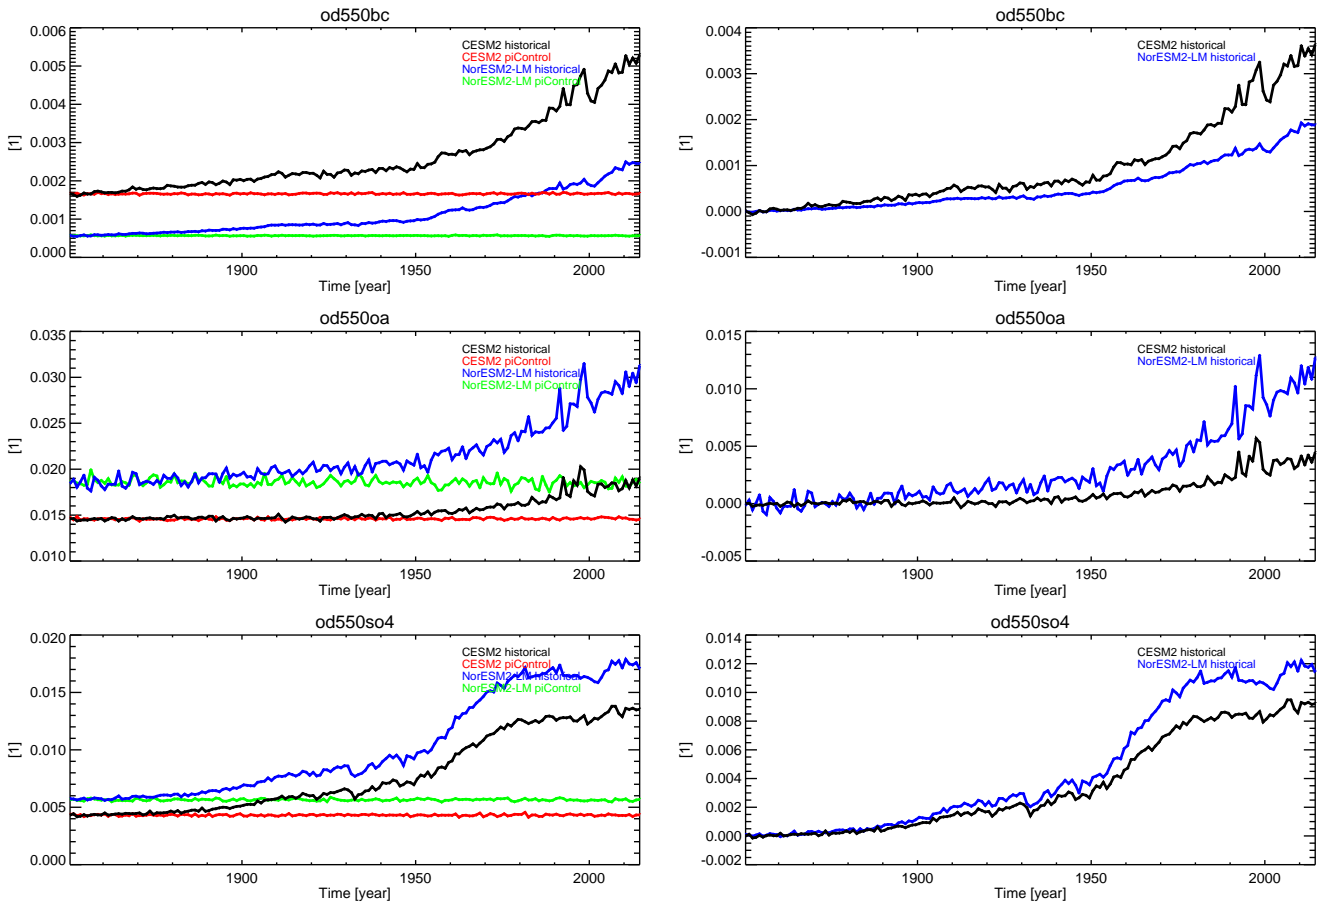 od550bc
0.006
0.005
0.004
0.003
0.002
0.001
0.000
[1]
CESM2 historical
CESM2 piControl
NorESM2-LM historical
NorESM2-LM piControl
1900 1950 2000
Time [year]
od550bc
0.004
0.003
0.002
0.001
0.000
-0.001
[1]
CESM2 historical
NorESM2-LM historical
1900 1950 2000
Time [year]
od550oa
0.035
0.030
0.025
0.020
0.015
0.010
[1]
CESM2 historical
CESM2 piControl
NorESM2-LM historical
NorESM2-LM piControl
1900 1950 2000
Time [year]
od550oa
0.015
0.010
0.005
0.000
-0.005
[1]
CESM2 historical
NorESM2-LM historical
1900 1950 2000
Time [year]
od550so4
0.020
0.015
0.010
0.005
0.000
[1]
CESM2 historical
CESM2 piControl
NorESM2-LM historical
NorESM2-LM piControl
1900 1950 2000
Time [year]
od550so4
0.014
0.012
0.010
0.008
0.006
0.004
0.002
0.000
-0.002
[1]
CESM2 historical
NorESM2-LM historical
1900 1950 2000
Time [year]